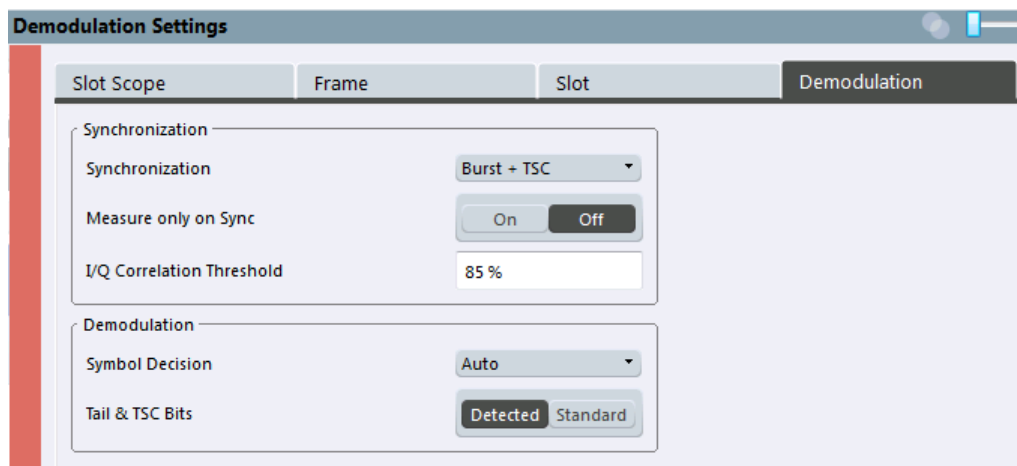 Demodulation Settings
Slot Scope Frame Slot Demodulation
Synchronization
Synchronization Burst + TSC
Measure only on Sync On Off
I/Q Correlation Threshold 85 %
Demodulation
Symbol Decision Auto
Tail & TSC Bits Detected Standard